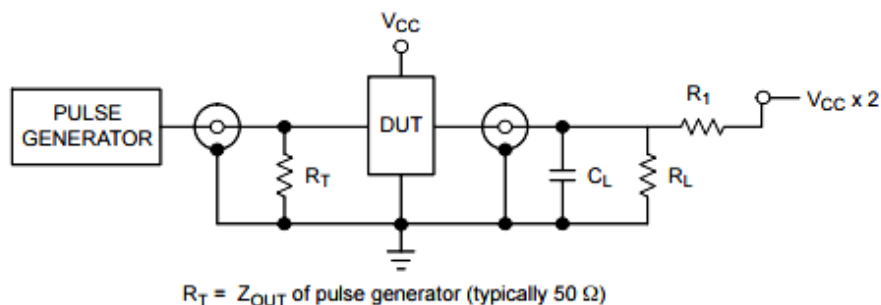 VCC
PULSE
GENERATOR
DUT
R1
VCC x 2
RT
CL
RL
RT = ZOUT of pulse generator (typically 50 Ω)